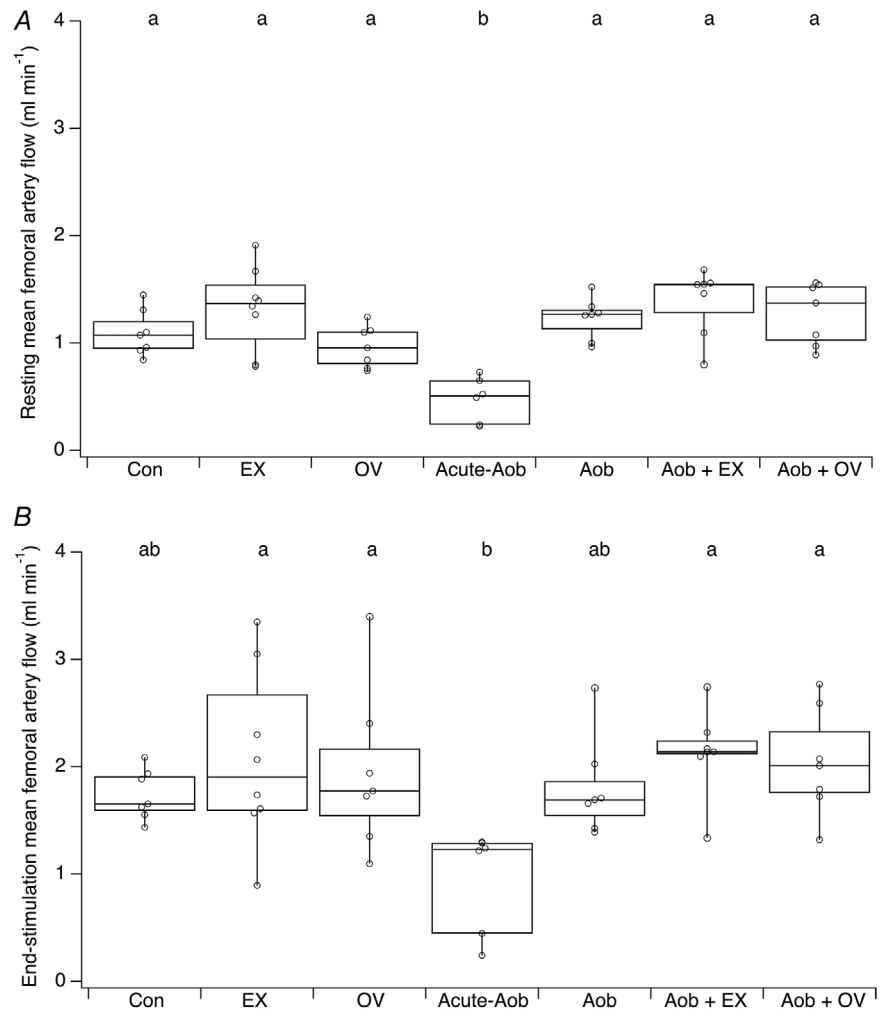 A
a a a b a a a
Resting mean femoral artery flow (ml min⁻¹)
4
3
2
1
0
Con EX OV Acute-Aob Aob Aob + EX Aob + OV
B
ab a a b ab a a
End-stimulation mean femoral artery flow (ml min⁻¹)
4
3
2
1
0
Con EX OV Acute-Aob Aob Aob + EX Aob + OV